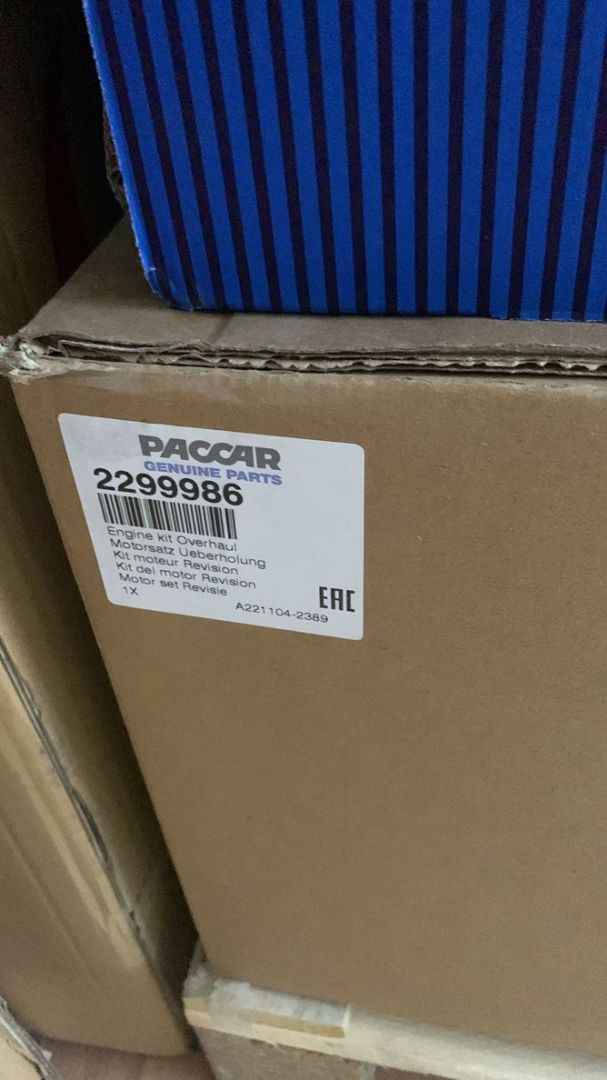 PACCAR
GENUINE PARTS
2299986
Engine kit Overhaul
Motorsatz Ueberholung
Kit moteur Revision
Kit del motor Revision
Motor set Revisie
1X
EAC
A221104-2389